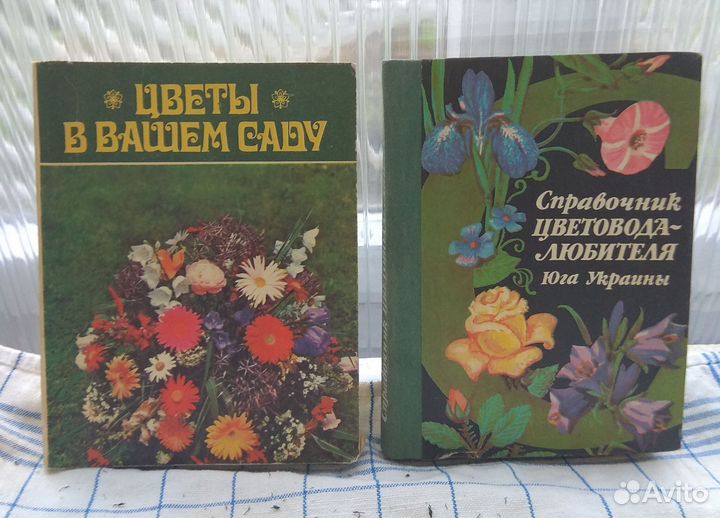 ЦВЕТЫ
В ВАШЕМ САДУ
Справочник
ЦВЕТОВОДА-
-ЛЮБИТЕЛЯ
Юга Украины
Avito